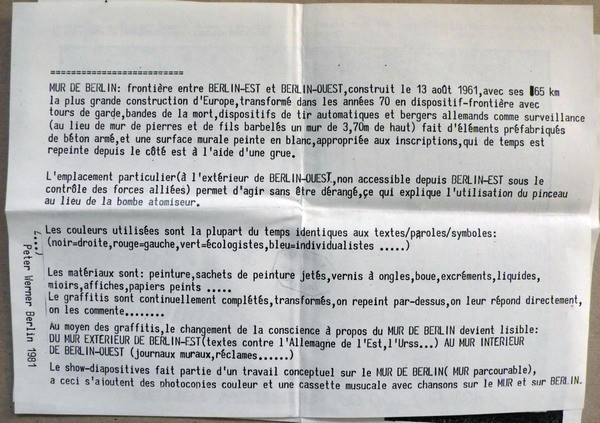 =========================
MUR DE BERLIN: frontière entre BERLIN-EST et BERLIN-OUEST,construit le 13 août 1961,avec ses 165 km
la plus grande construction d'Europe,transformé dans les années 70 en dispositif-frontière avec
tours de garde,bandes de la mort,dispositifs de tir automatiques et bergers allemands comme surveillance
(au lieu de mur de pierres et de fils barbelés un mur de 3,70m de haut) fait d'éléments préfabriqués
de béton armé,et une surface murale peinte en blanc,appropriée aux inscriptions,qui de temps est
repeinte depuis le côté est à l'aide d'une grue.
L'emplacement particulier(à l'extérieur de BERLIN-OUEST,non accessible depuis BERLIN-EST sous le
contrôle des forces alliées) permet d'agir sans être dérangé,çe qui explique l'utilisation du pinceau
au lieu de la bombe atomiseur.
Les couleurs utilisées sont la plupart du temps identiques aux textes/paroles/symboles:
(noir=droite,rouge=gauche,vert=écologistes,bleu=individualistes .....)
Les matériaux sont: peinture,sachets de peinture jetés,vernis à ongles,boue,excréments,liquides,
mioirs,affiches,papiers peints .....
Le graffitis sont continuellement complétés,transformés,on repeint par-dessus,on leur répond directement,
on les commente........
Au moyen des graffitis,le changement de la conscience à propos du MUR DE BERLIN devient lisible:
DU MUR EXTERIEUR DE BERLIN-EST(textes contre l'Allemagne de l'Est,l'Urss...) AU MUR INTERIEUR
DE BERLIN-OUEST (journaux muraux,réclames......)
Le show-diapositives fait partie d'un travail conceptuel sur le MUR DE BERLIN( MUR parcourable),
a ceci s'aioutent des photocopies couleur et une cassette musucale avec chansons sur le MUR et sur BERLIN.
Peter Werner Berlin 1981